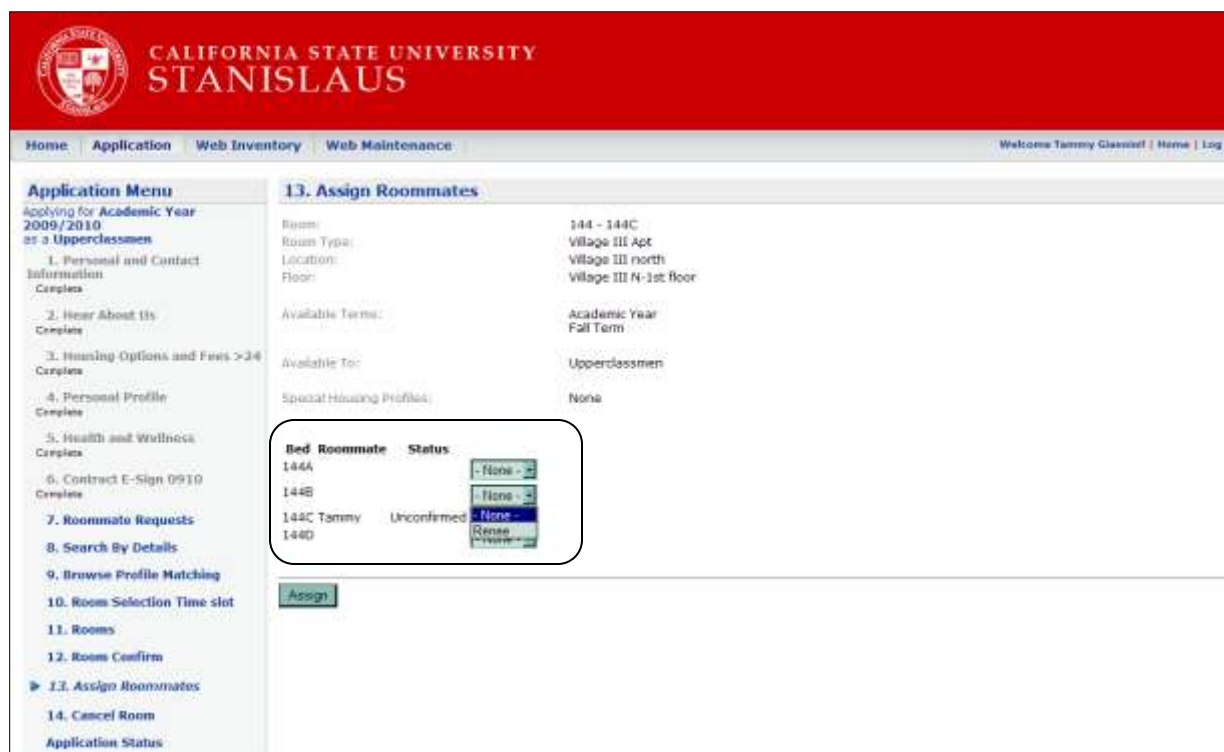 CALIFORNIA STATE UNIVERSITY
STANISLAUS
Home Application Web Inventory Web Maintenance
Welcome Tammy | Home | Log
Application Menu
Applying for Academic Year
2009/2010
as a Upperclassmen
1. Personal and Contact
Information
Complete
2. Hear About Us
Complete
3. Housing Options and Fees >24
Complete
4. Personal Profile
Complete
5. Health and Wellness
Complete
6. Contract E-Sign 0910
Complete
7. Roommate Requests
8. Search By Details
9. Browse Profile Matching
10. Room Selection Time slot
11. Rooms
12. Room Confirm
13. Assign Roommates
14. Cancel Room
Application Status
13. Assign Roommates
Room: 144 - 144C
Room Type: Village III Apt
Location: Village III north
Floor: Village III N-1st floor
Available Terms: Academic Year
Fall Term
Available To: Upperclassmen
Special Housing Profiles: None
Bed Roommate Status
144A - None -
144B - None -
144C Tammy Unconfirmed - None -
Renee
144D - None -
Assign